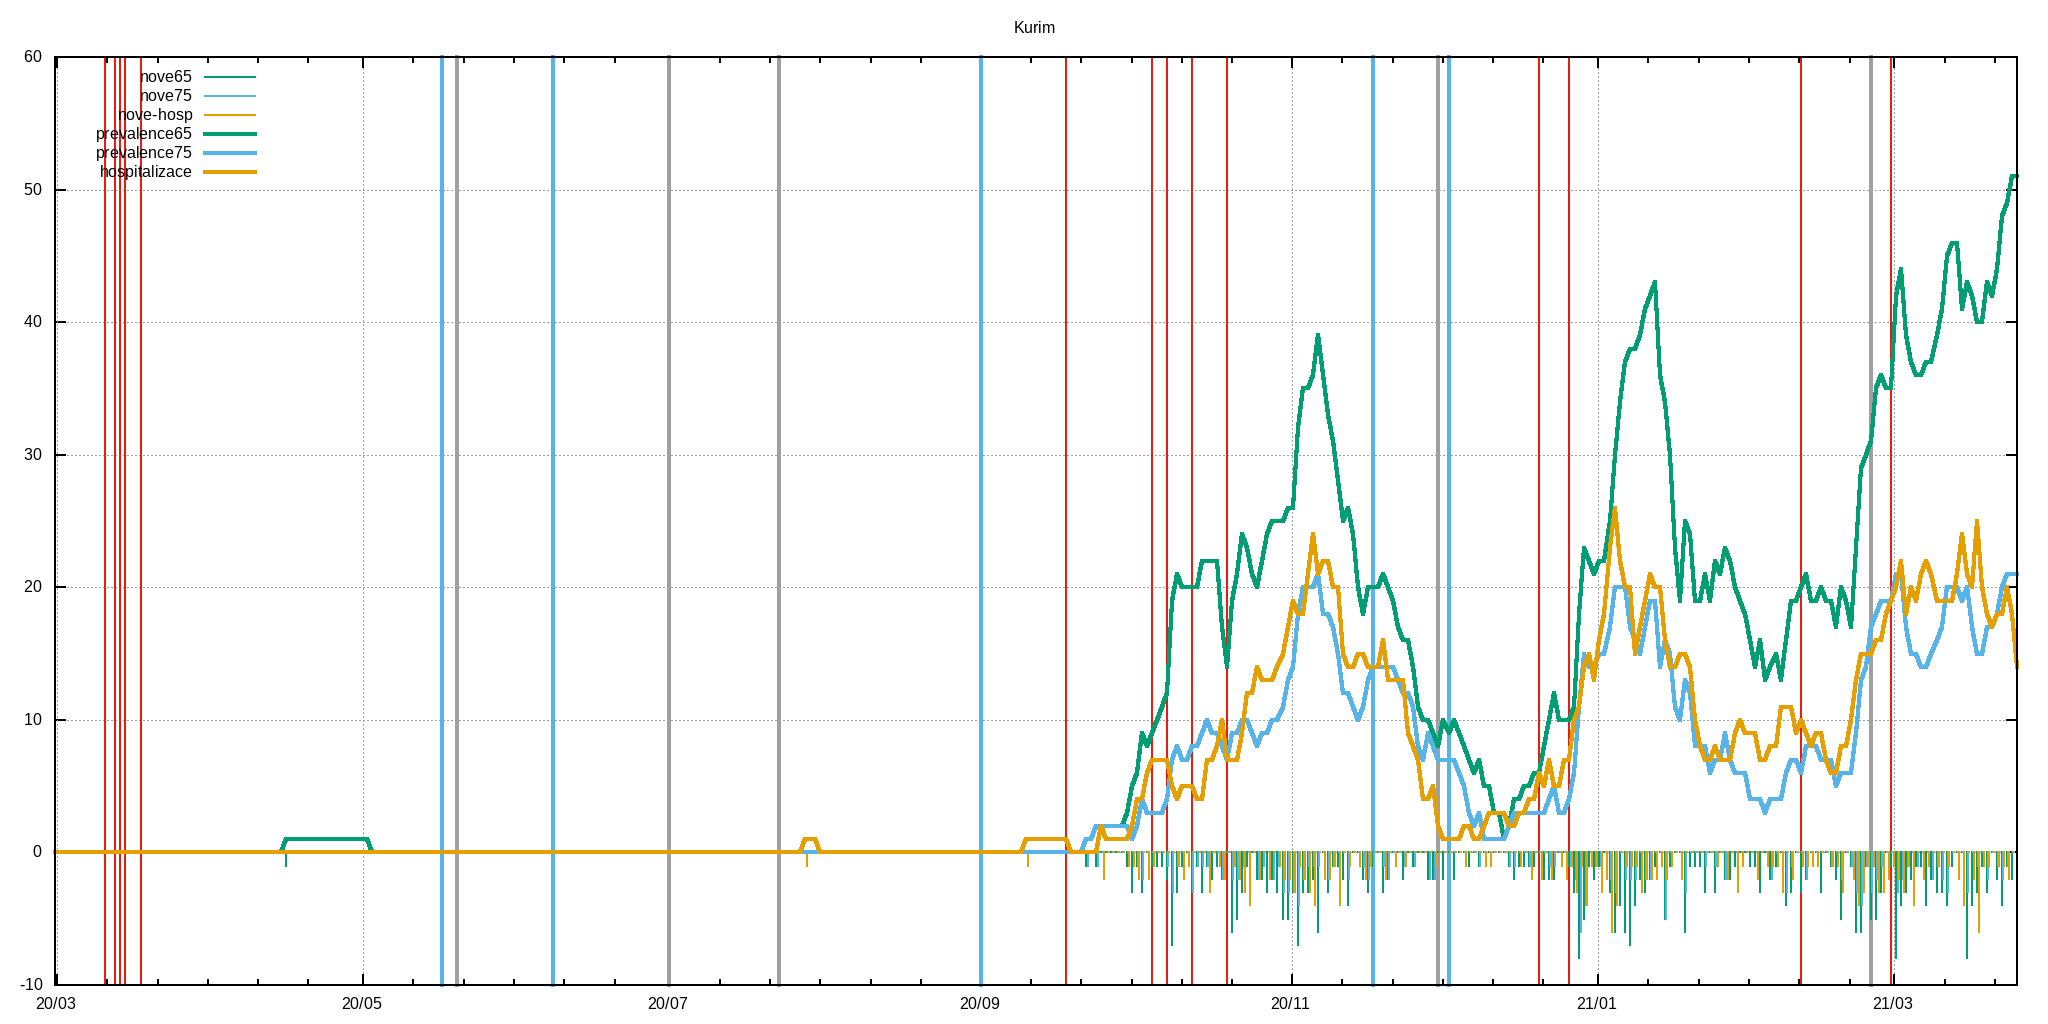 Kurim
60
50
40
30
20
10
0
-10
nove65
nove75
nove-hosp
prevalence65
prevalence75
hospitalizace
20/03 20/05 20/07 20/09 20/11 21/01 21/03